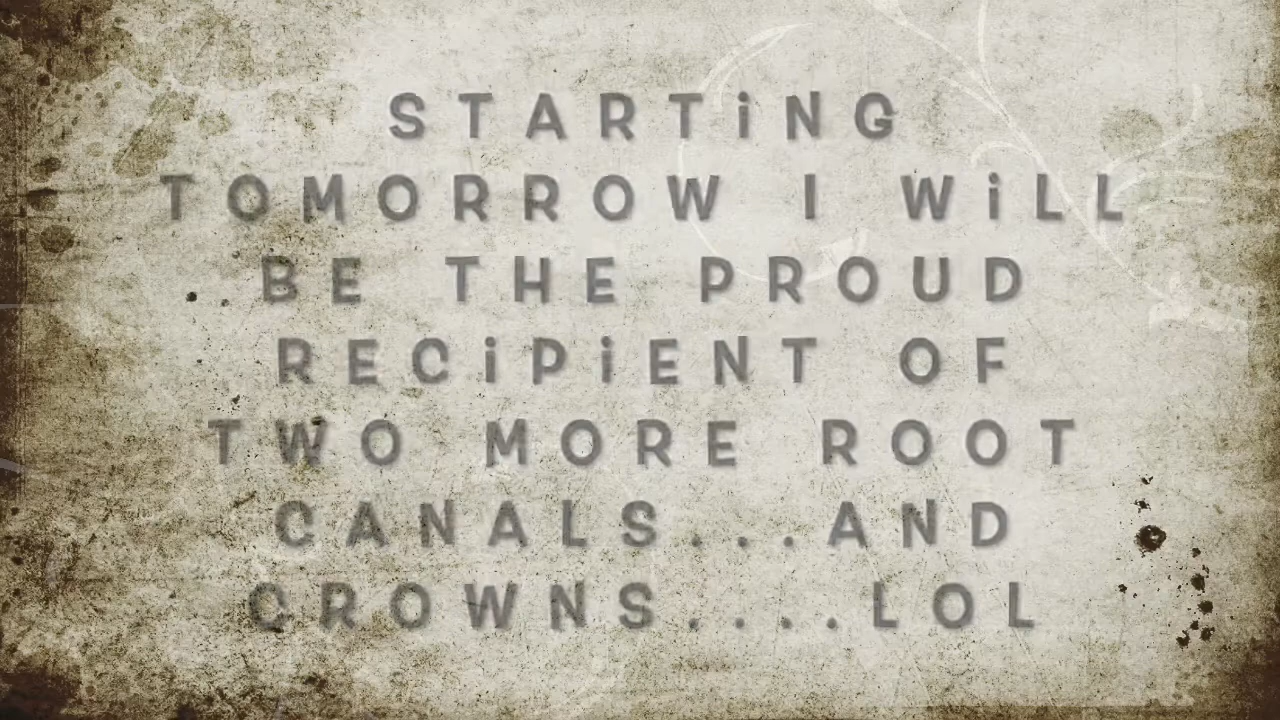 STARTiNG
TOMORROW I WiLL
BE THE PROUD
RECiPiENT OF
TWO MORE ROOT
CANALS...AND
CROWNS....LOL